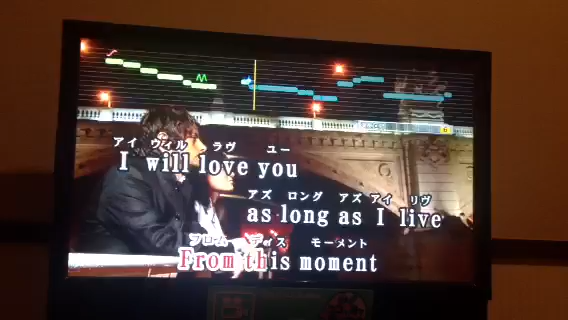 アイ ウィル ラヴ ユー
I will love you
アズ ロング アズ アイ リヴ
as long as I live
フロム ディス モーメント
From this moment